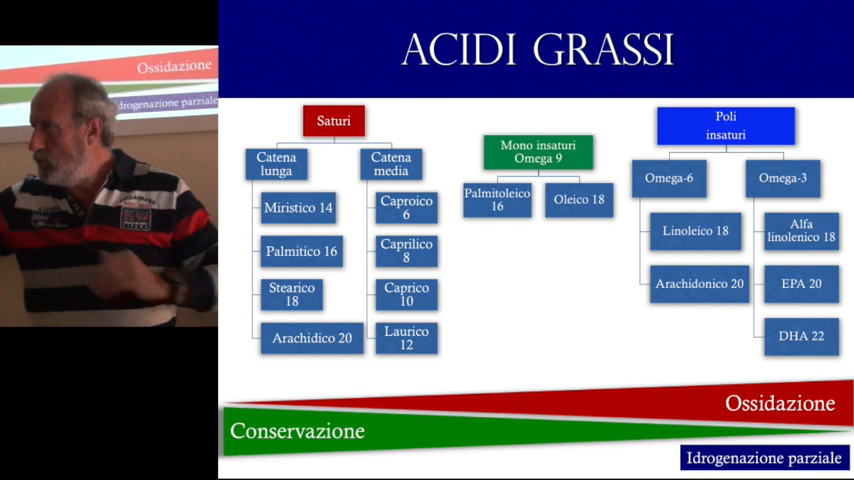 Ossidazione
Idrogenazione parziale
ACIDI GRASSI
Saturi
Catena
lunga
Miristico 14
Palmitico 16
Stearico
18
Arachidico 20
Catena
media
Caproico
6
Caprilico
8
Caprico
10
Laurico
12
Mono insaturi
Omega 9
Palmitoleico
16
Oleico 18
Poli
insaturi
Omega-6
Linoleico 18
Arachidonico 20
Omega-3
Alfa
linolenico 18
EPA 20
DHA 22
Ossidazione
Conservazione
Idrogenazione parziale